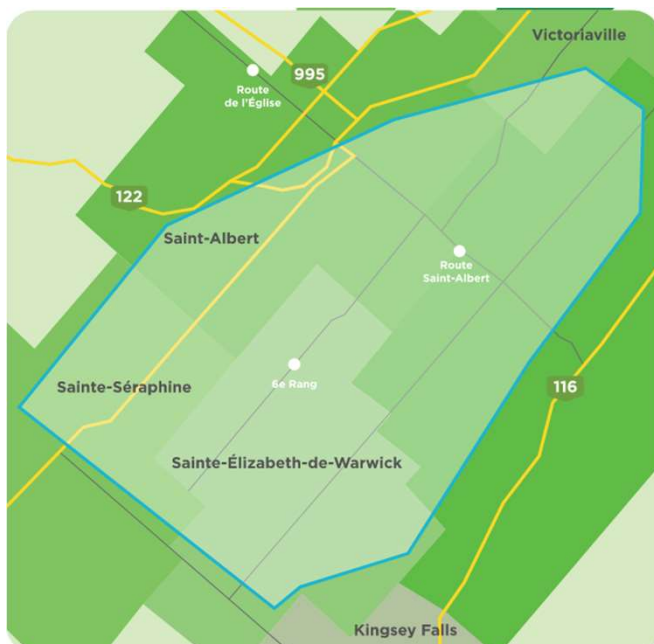 Victoriaville
995
Route
de l'Église
122
Saint-Albert
Route
Saint-Albert
Sainte-Séraphine
6e Rang
116
Sainte-Élizabeth-de-Warwick
Kingsey Falls